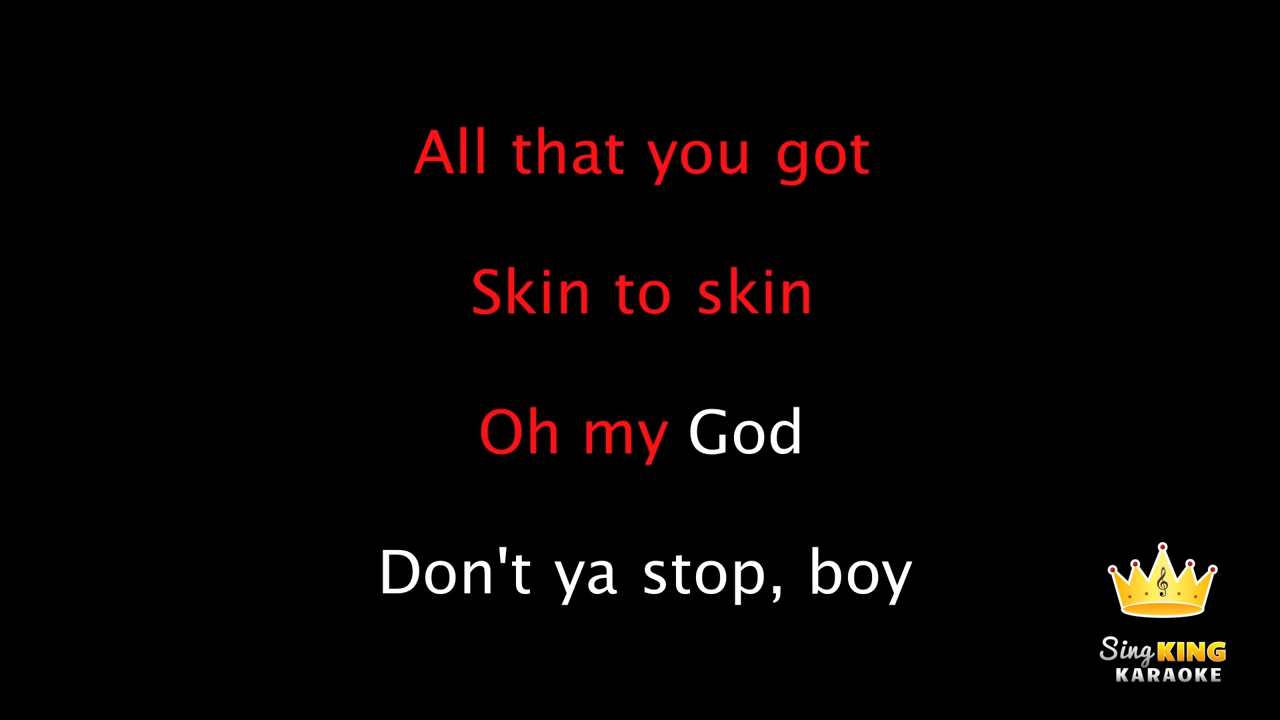 All that you got
Skin to skin
Oh my God
Don't ya stop, boy
Sing KING
KARAOKE